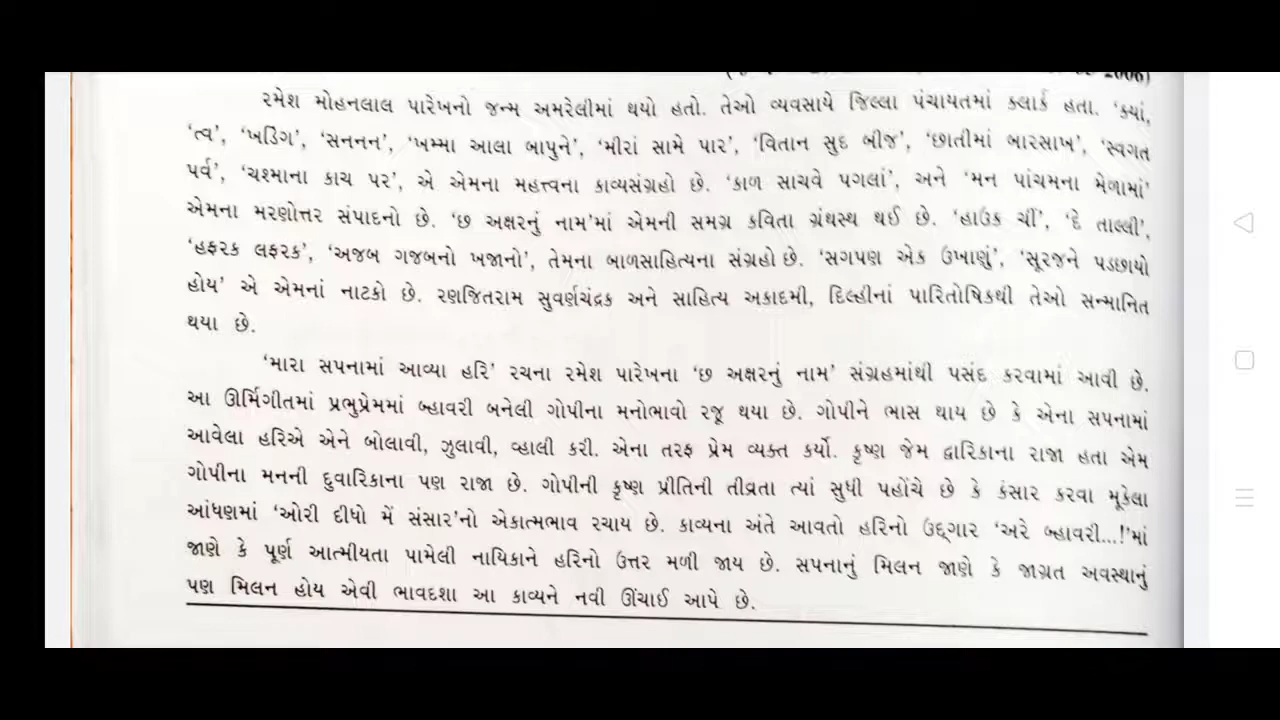 2006)
રમેશ મોહનલાલ પારેખનો જન્મ અમરેલીમાં થયો હતો. તેઓ વ્યવસાયે જિલ્લા પંચાયતમાં ક્લાર્ક હતા. ‘ક્યાં,
‘ત્વ’, ‘ખડિંગ’, ‘સનનન’, ‘ખમ્મા આલા બાપુને’, ‘મીરાં સામે પાર’, ‘વિતાન સુદ બીજ’, ‘છાતીમાં બારસાખ’, ‘સ્વગત
પર્વ’, ‘ચશ્માના કાચ પર’, એ એમના મહત્ત્વના કાવ્યસંગ્રહો છે. ‘કાળ સાચવે પગલાં’, અને ‘મન પાંચમના મેળામાં’
એમના મરણોત્તર સંપાદનો છે. ‘છ અક્ષરનું નામ’માં એમની સમગ્ર કવિતા ગ્રંથસ્થ થઈ છે. ‘હાઉક ચી’, ‘દે તાલ્લી’,
‘હફરક લફરક’, ‘અજબ ગજબનો ખજાનો’, તેમના બાળસાહિત્યના સંગ્રહો છે. ‘સગપણ એક ઉખાણું’, ‘સૂરજને પડછાયો
હોય’ એ એમનાં નાટકો છે. રણજિતરામ સુવર્ણચંદ્રક અને સાહિત્ય અકાદમી, દિલ્હીનાં પારિતોષિકથી તેઓ સન્માનિત
થયા છે.
‘મારા સપનામાં આવ્યા હરિ’ રચના રમેશ પારેખના ‘છ અક્ષરનું નામ’ સંગ્રહમાંથી પસંદ કરવામાં આવી છે.
આ ઊર્મિગીતમાં પ્રભુપ્રેમમાં બ્હાવરી બનેલી ગોપીના મનોભાવો રજૂ થયા છે. ગોપીને ભાસ થાય છે કે એના સપનામાં
આવેલા હરિએ એને બોલાવી, ઝુલાવી, વ્હાલી કરી. એના તરફ પ્રેમ વ્યક્ત કર્યો. કૃષ્ણ જેમ દ્વારિકાના રાજા હતા એમ
ગોપીના મનની દુવારિકાના પણ રાજા છે. ગોપીની કૃષ્ણ પ્રીતિની તીવ્રતા ત્યાં સુધી પહોંચે છે કે કંસાર કરવા મૂકેલા
આંધણમાં ‘ઓરી દીધો મેં સંસાર’નો એકાત્મભાવ રચાય છે. કાવ્યના અંતે આવતો હરિનો ઉદ્દ્ગાર ‘અરે બ્હાવરી...!’માં
જાણે કે પૂર્ણ આત્મીયતા પામેલી નાયિકાને હરિનો ઉત્તર મળી જાય છે. સપનાનું મિલન જાણે કે જાગ્રત અવસ્થાનું
પણ મિલન હોય એવી ભાવદશા આ કાવ્યને નવી ઊંચાઈ આપે છે.